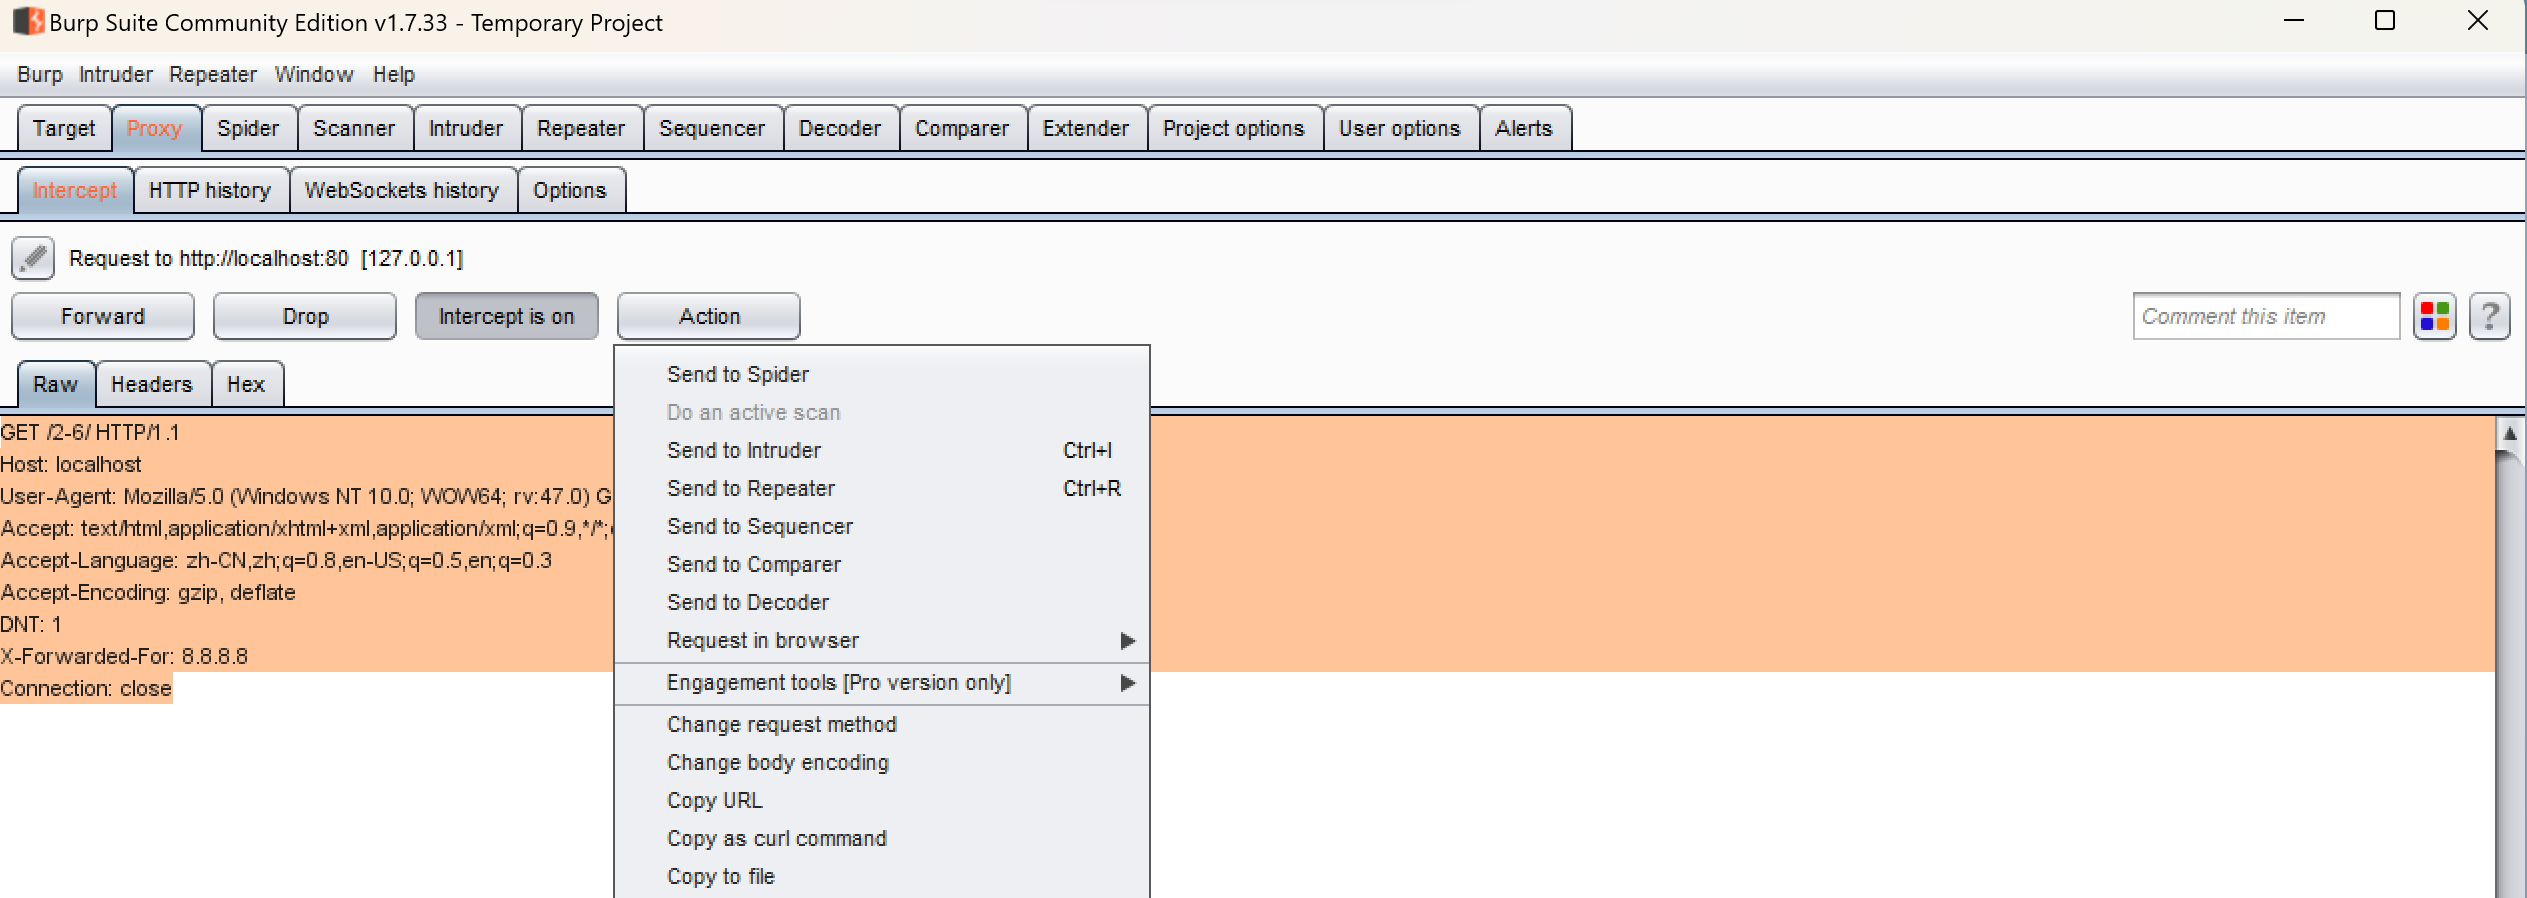 Burp Suite Community Edition v1.7.33 - Temporary Project
Burp Intruder Repeater Window Help
Target Proxy Spider Scanner Intruder Repeater Sequencer Decoder Comparer Extender Project options User options Alerts
Intercept HTTP history WebSockets history Options
Request to http://localhost:80 [127.0.0.1]
Forward Drop Intercept is on Action Comment this item ?
Raw Headers Hex
GET /2-6/ HTTP/1.1
Host: localhost
User-Agent: Mozilla/5.0 (Windows NT 10.0; WOW64; rv:47.0) G
Accept: text/html,application/xhtml+xml,application/xml;q=0.9,*/*;
Accept-Language: zh-CN,zh;q=0.8,en-US;q=0.5,en;q=0.3
Accept-Encoding: gzip, deflate
DNT: 1
X-Forwarded-For: 8.8.8.8
Connection: close
Send to Spider
Do an active scan
Send to Intruder Ctrl+I
Send to Repeater Ctrl+R
Send to Sequencer
Send to Comparer
Send to Decoder
Request in browser
Engagement tools [Pro version only]
Change request method
Change body encoding
Copy URL
Copy as curl command
Copy to file